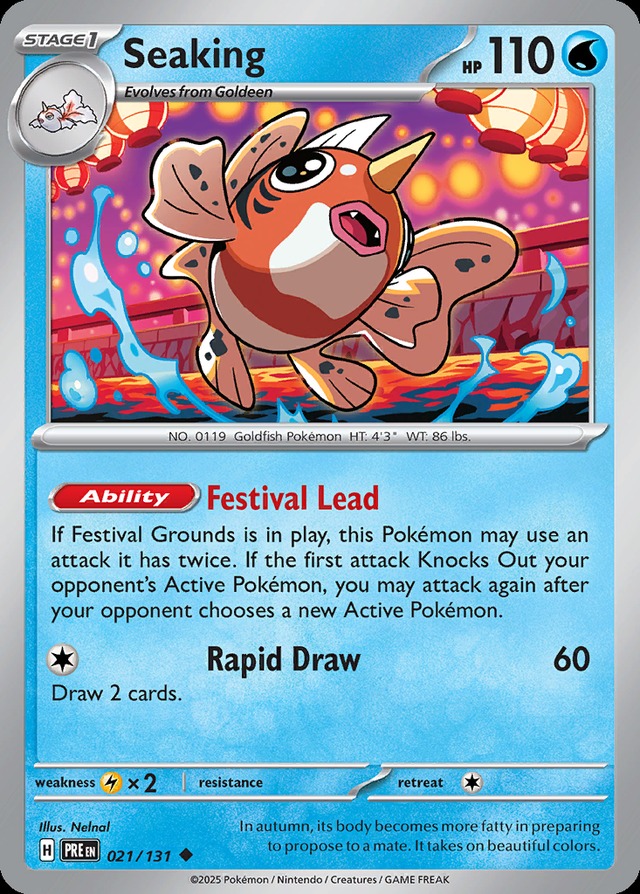 STAGE 1
Seaking
HP 110
Evolves from Goldeen
NO. 0119 Goldfish Pokémon HT: 4'3" WT: 86 lbs.
Ability Festival Lead
If Festival Grounds is in play, this Pokémon may use an
attack it has twice. If the first attack Knocks Out your
opponent's Active Pokémon, you may attack again after
your opponent chooses a new Active Pokémon.
Rapid Draw 60
Draw 2 cards.
weakness ×2 resistance retreat
Illus. Nelnal
H PRE EN 021/131
In autumn, its body becomes more fatty in preparing
to propose to a mate. It takes on beautiful colors.
©2025 Pokémon / Nintendo / Creatures / GAME FREAK